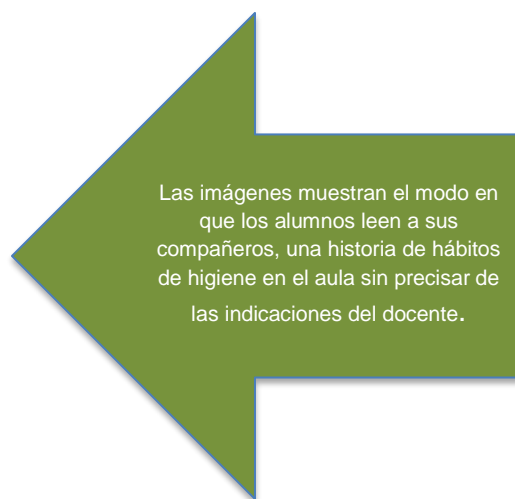 Las imágenes muestran el modo en
que los alumnos leen a sus
compañeros, una historia de hábitos
de higiene en el aula sin precisar de
las indicaciones del docente.